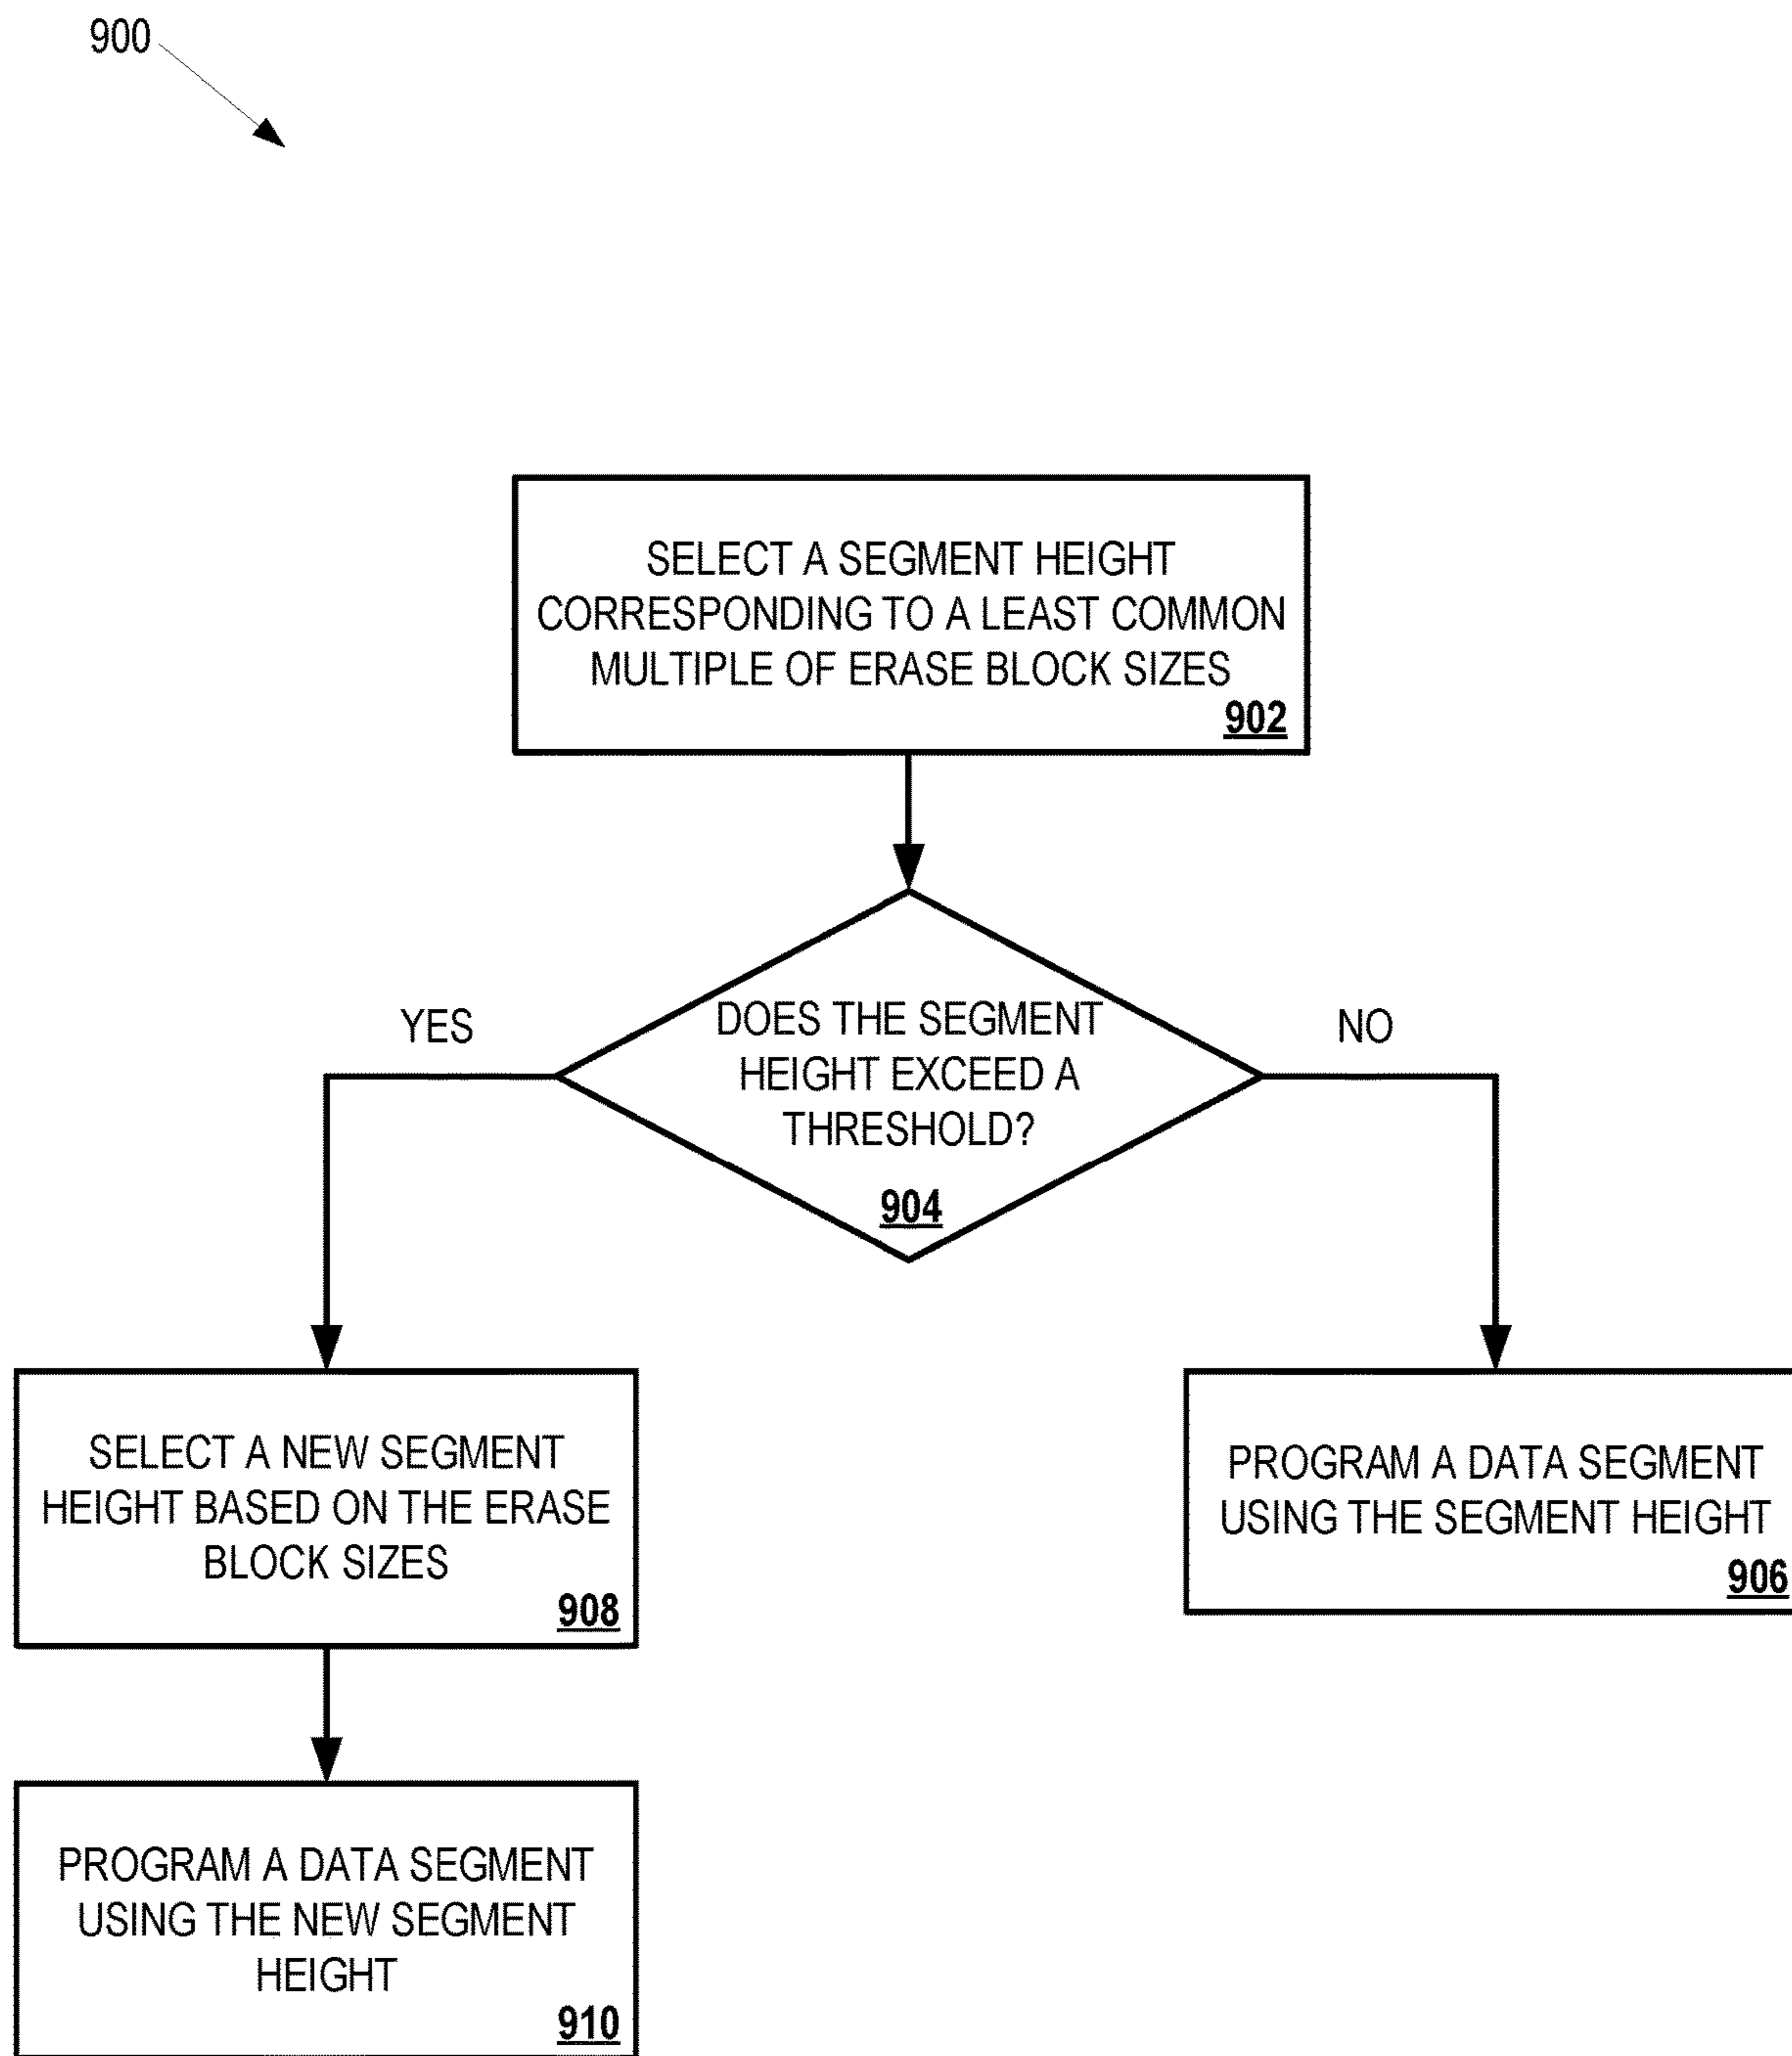 900
SELECT A SEGMENT HEIGHT
CORRESPONDING TO A LEAST COMMON
MULTIPLE OF ERASE BLOCK SIZES
902
DOES THE SEGMENT
HEIGHT EXCEED A
THRESHOLD?
904
YES
NO
SELECT A NEW SEGMENT
HEIGHT BASED ON THE ERASE
BLOCK SIZES
908
PROGRAM A DATA SEGMENT
USING THE SEGMENT HEIGHT
906
PROGRAM A DATA SEGMENT
USING THE NEW SEGMENT
HEIGHT
910